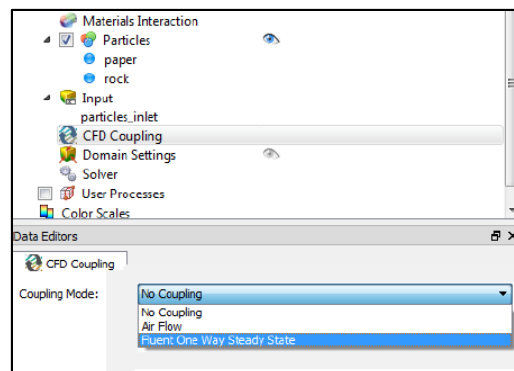 Materials Interaction
Particles
paper
rock
Input
particles_inlet
CFD Coupling
Domain Settings
Solver
User Processes
Color Scales
Data Editors
CFD Coupling
Coupling Mode: No Coupling
No Coupling
Air Flow
Fluent One Way Steady State